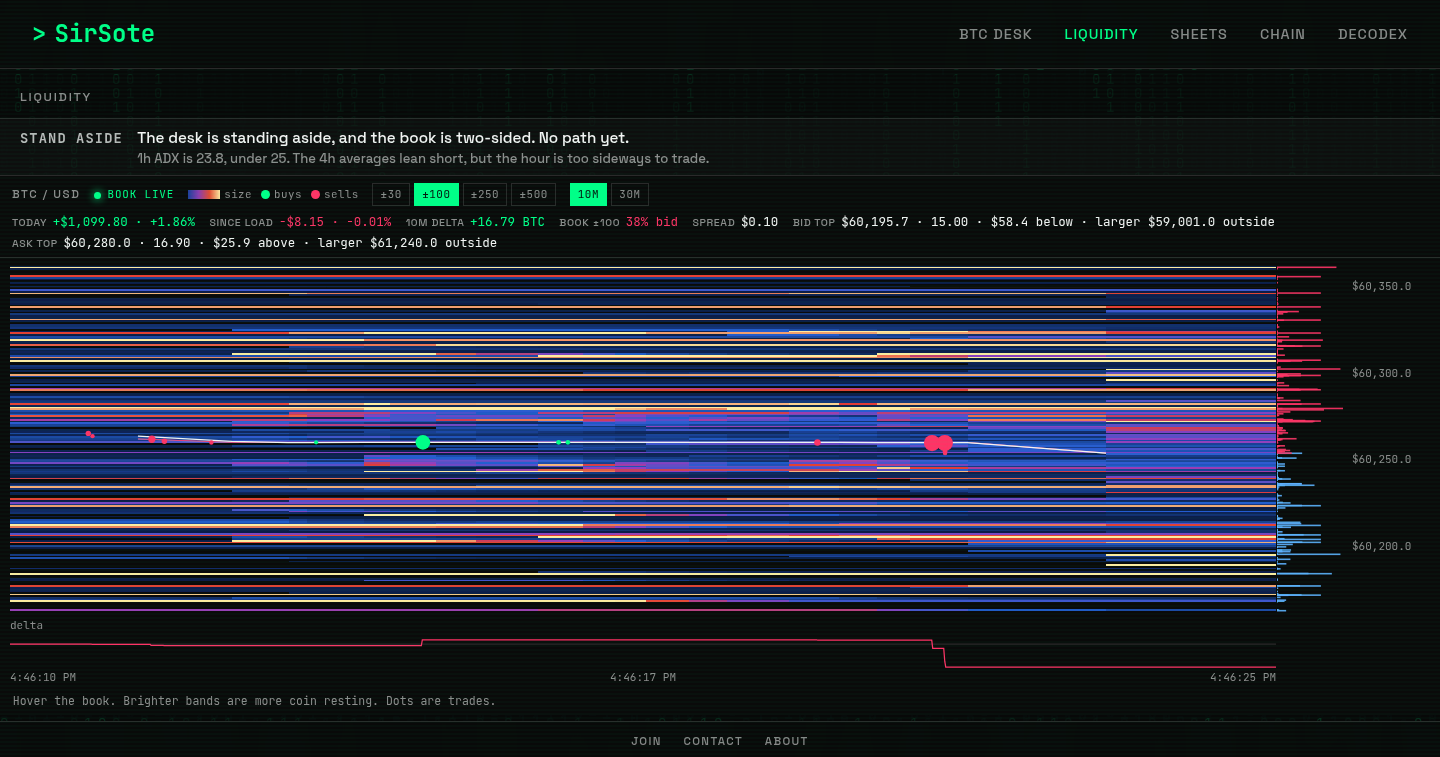 > SirSote
BTC DESK LIQUIDITY SHEETS CHAIN DECODEX
LIQUIDITY
STAND ASIDE The desk is standing aside, and the book is two-sided. No path yet.
1h ADX is 23.8, under 25. The 4h averages lean short, but the hour is too sideways to trade.
BTC / USD BOOK LIVE size buys sells ±30 ±100 ±250 ±500 10M 30M
TODAY +$1,099.80 · +1.86% SINCE LOAD -$8.15 · -0.01% 10M DELTA +16.79 BTC BOOK ±100 38% bid SPREAD $0.10 BID TOP $60,195.7 · 15.00 · $58.4 below · larger $59,001.0 outside
ASK TOP $60,280.0 · 16.90 · $25.9 above · larger $61,240.0 outside
$60,350.0
$60,300.0
$60,250.0
$60,200.0
delta
4:46:10 PM 4:46:17 PM 4:46:25 PM
Hover the book. Brighter bands are more coin resting. Dots are trades.
JOIN CONTACT ABOUT